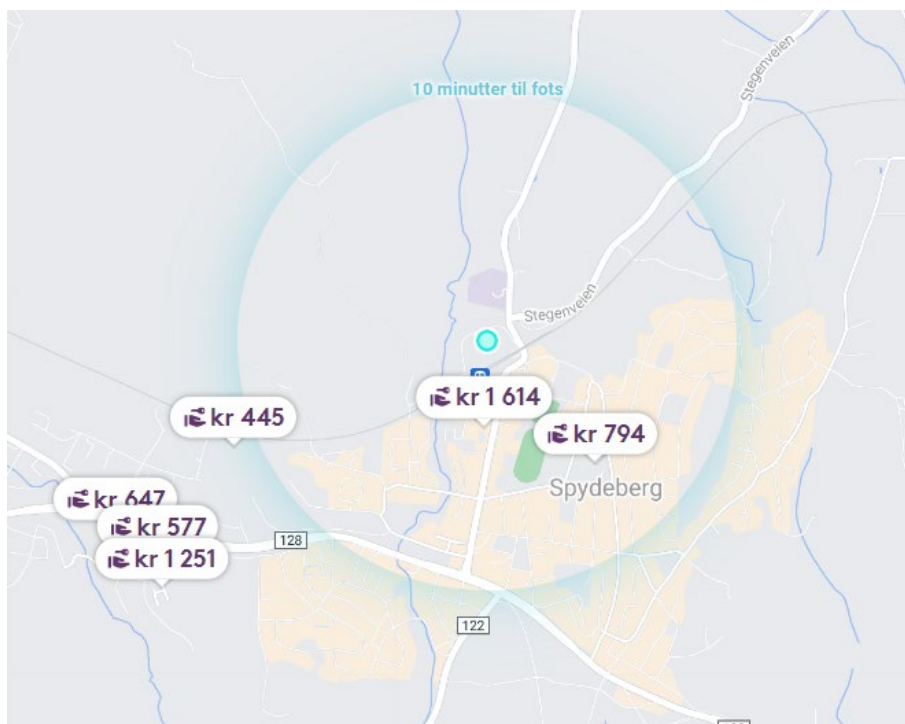 10 minutter til fots
Stegenveien
Stegenveien
kr 1 614
kr 445
kr 794
Spydeberg
kr 647
kr 577
kr 1 251
128
122